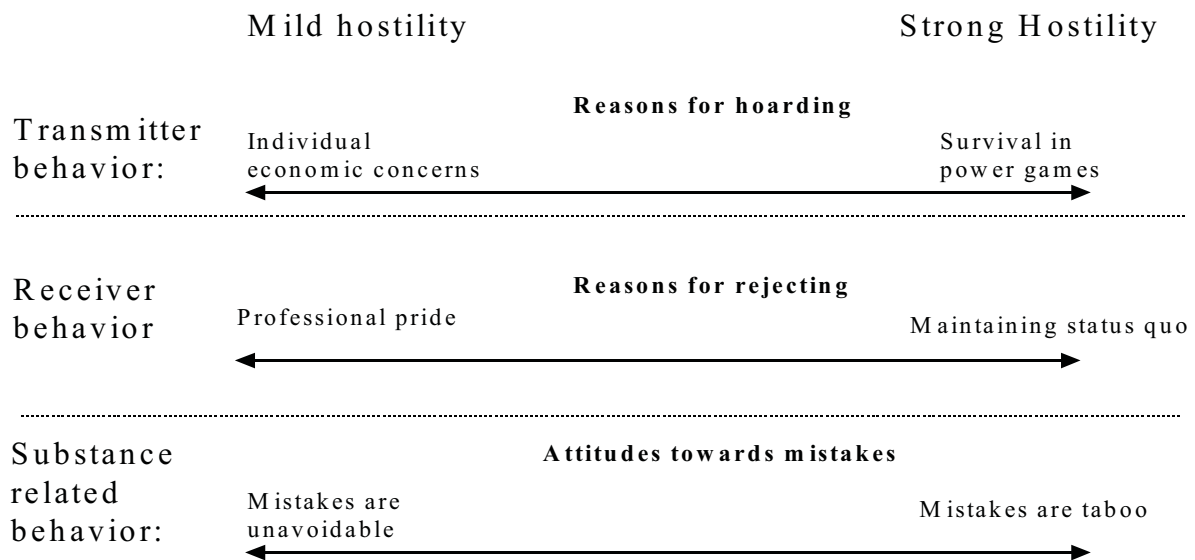 Mild hostility
Strong Hostility
Reasons for hoarding
Transmitter
behavior:
Individual
economic concerns
Survival in
power games
Reasons for rejecting
Receiver
behavior
Professional pride
Maintaining status quo
Attitudes towards mistakes
Substance
related
behavior:
Mistakes are
unavoidable
Mistakes are taboo